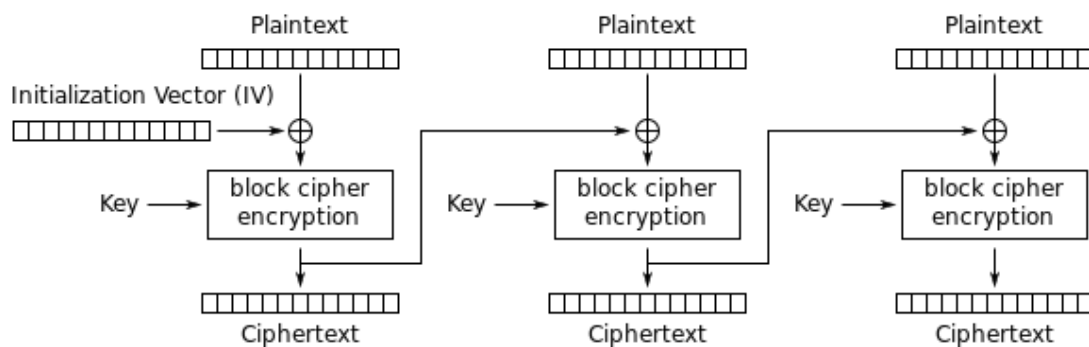 Plaintext
Plaintext
Plaintext
Initialization Vector (IV)
Key
block cipher
encryption
Key
block cipher
encryption
Key
block cipher
encryption
Ciphertext
Ciphertext
Ciphertext